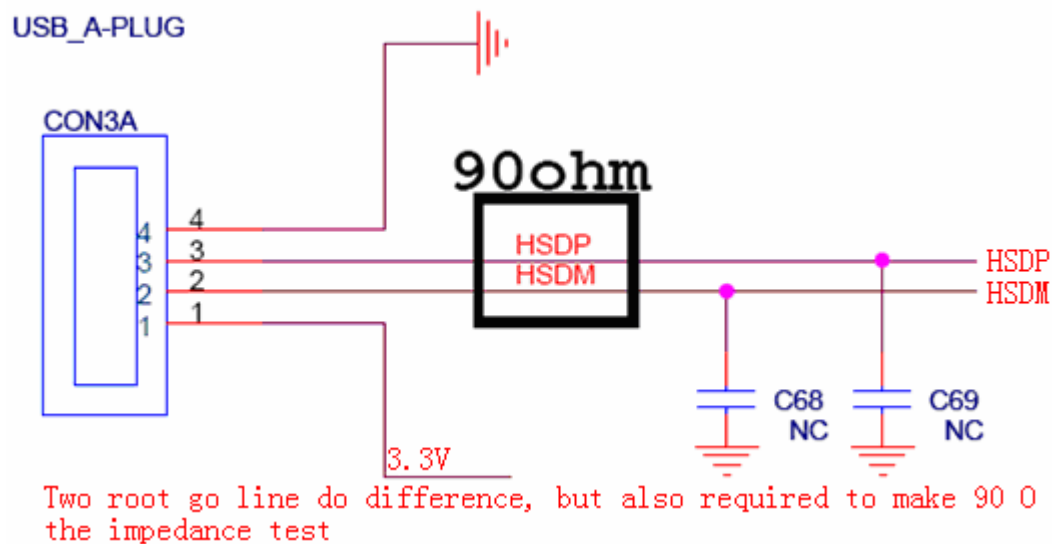 USB_A-PLUG
CON3A
90ohm
4 4
3 3
2 2
1 1
HSDP
HSDM
HSDP
HSDM
C68
NC
C69
NC
3.3V
Two root go line do difference, but also required to make 90 O
the impedance test